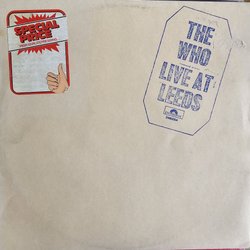 SPECIAL
PRICE
THE
WHO
LIVE AT
LEEDS